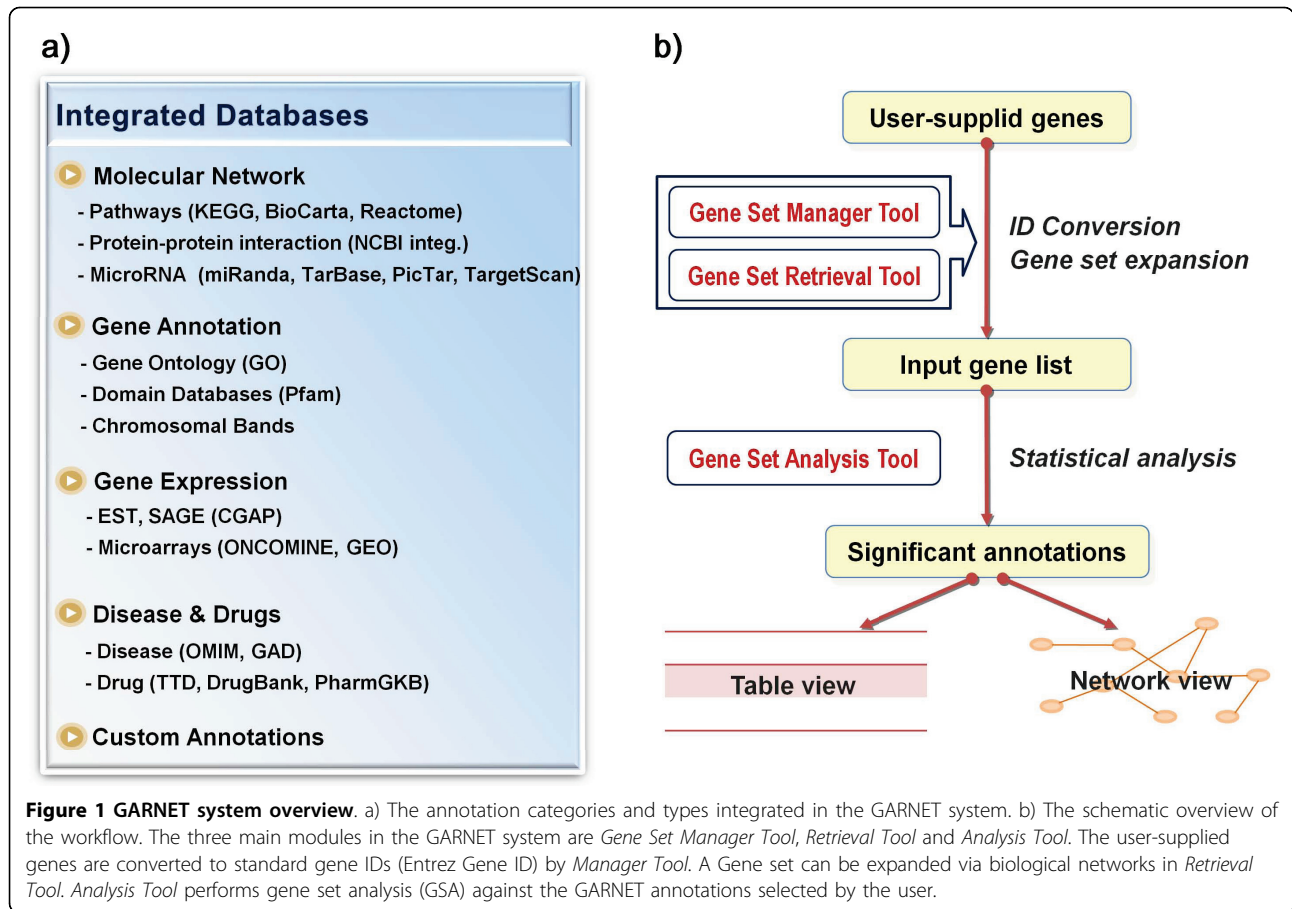 a)
Integrated Databases
Molecular Network
- Pathways (KEGG, BioCarta, Reactome)
- Protein-protein interaction (NCBI integ.)
- MicroRNA (miRanda, TarBase, PicTar, TargetScan)
Gene Annotation
- Gene Ontology (GO)
- Domain Databases (Pfam)
- Chromosomal Bands
Gene Expression
- EST, SAGE (CGAP)
- Microarrays (ONCOMINE, GEO)
Disease & Drugs
- Disease (OMIM, GAD)
- Drug (TTD, DrugBank, PharmGKB)
Custom Annotations
b)
User-supplid genes
Gene Set Manager Tool
Gene Set Retrieval Tool
ID Conversion
Gene set expansion
Input gene list
Gene Set Analysis Tool
Statistical analysis
Significant annotations
Table view
Network view
Figure 1 GARNET system overview. a) The annotation categories and types integrated in the GARNET system. b) The schematic overview of
the workflow. The three main modules in the GARNET system are Gene Set Manager Tool, Retrieval Tool and Analysis Tool. The user-supplied
genes are converted to standard gene IDs (Entrez Gene ID) by Manager Tool. A Gene set can be expanded via biological networks in Retrieval
Tool. Analysis Tool performs gene set analysis (GSA) against the GARNET annotations selected by the user.